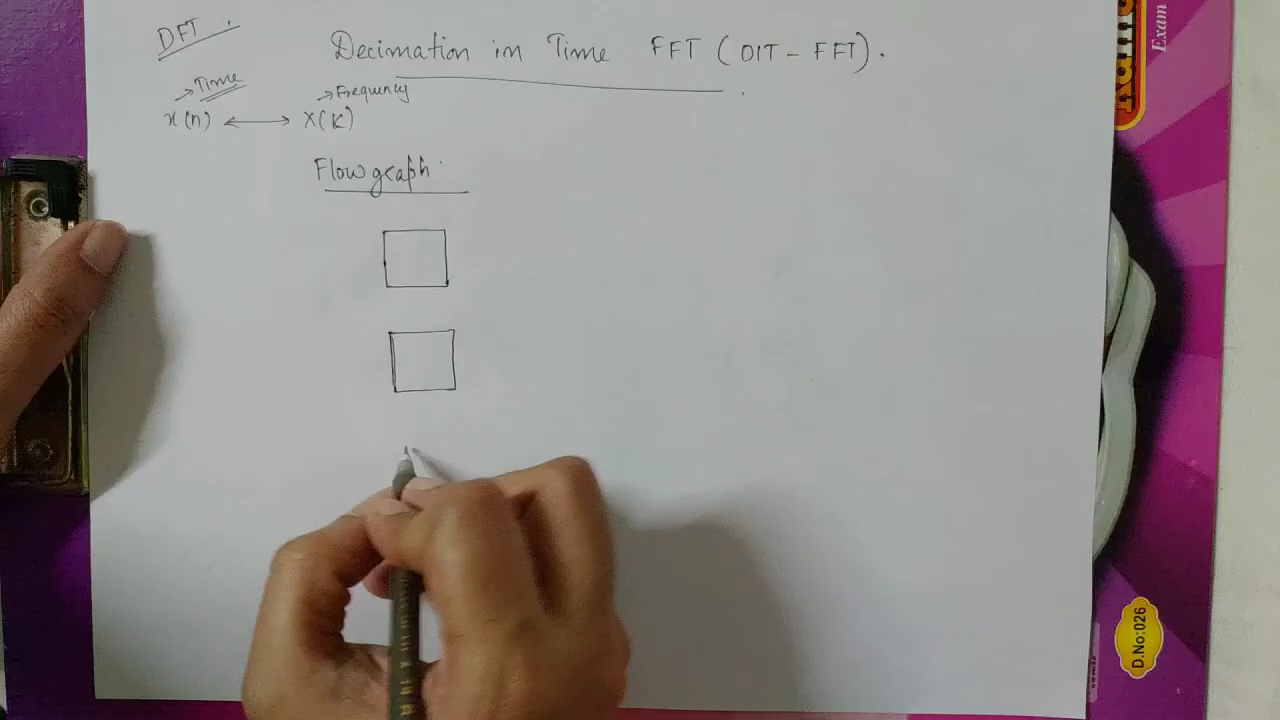 DFT.
Decimation in Time FFT (DIT - FFT).
→ Time
→ Frequency
x(n) ⟷ X(K)
Flow graph
Exam
D.No:026